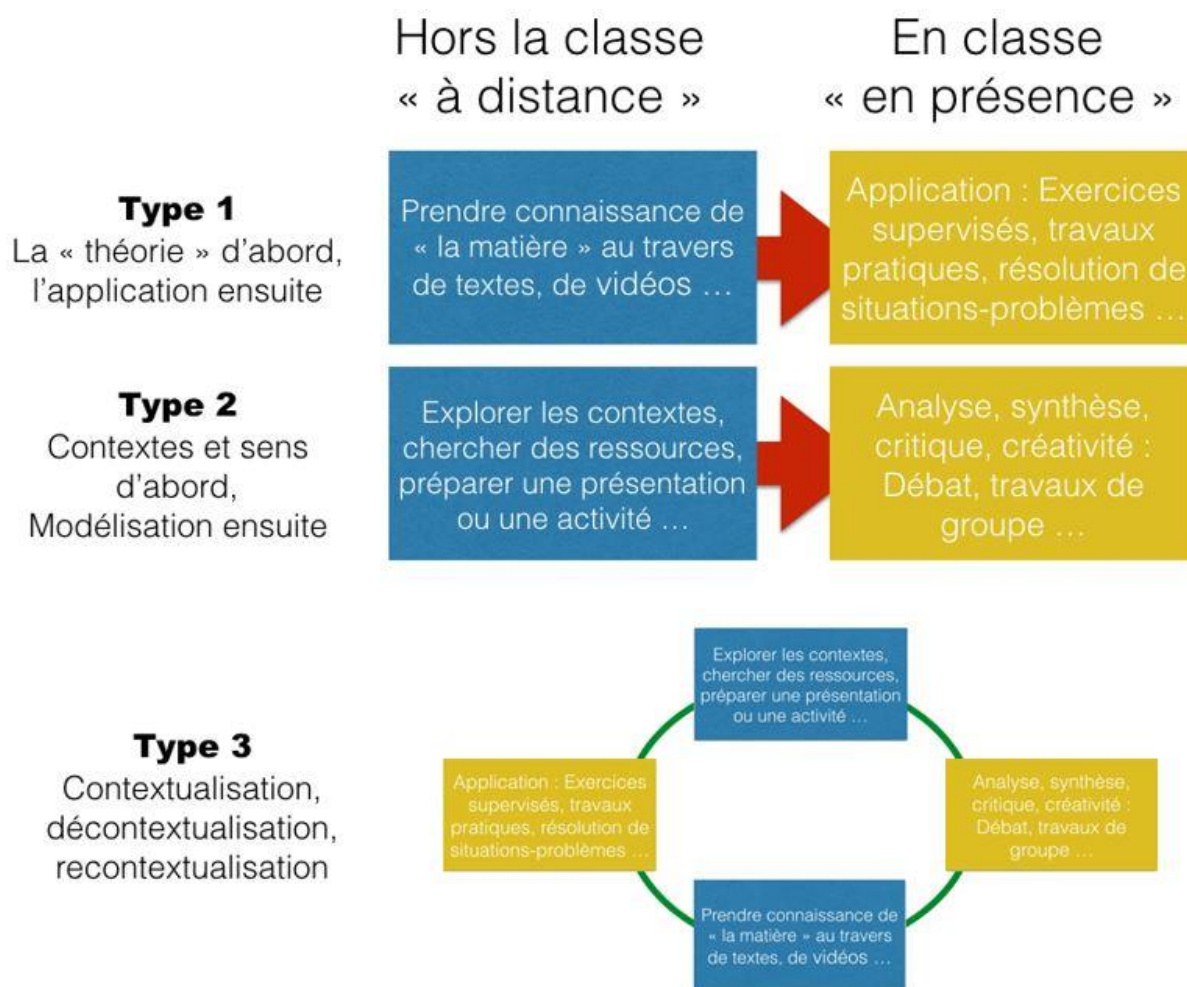 Hors la classe
« à distance »
En classe
« en présence »
Type 1
La « théorie » d'abord,
l'application ensuite
Prendre connaissance de
« la matière » au travers
de textes, de vidéos ...
Application : Exercices
supervisés, travaux
pratiques, résolution de
situations-problèmes ...
Type 2
Contextes et sens
d'abord,
Modélisation ensuite
Explorer les contextes,
chercher des ressources,
préparer une présentation
ou une activité ...
Analyse, synthèse,
critique, créativité :
Débat, travaux de
groupe ...
Type 3
Contextualisation,
décontextualisation,
recontextualisation
Explorer les contextes,
chercher des ressources,
préparer une présentation
ou une activité ...
Application : Exercices
supervisés, travaux
pratiques, résolution de
situations-problèmes ...
Analyse, synthèse,
critique, créativité :
Débat, travaux de
groupe ...
Prendre connaissance de
« la matière » au travers
de textes, de vidéos ...